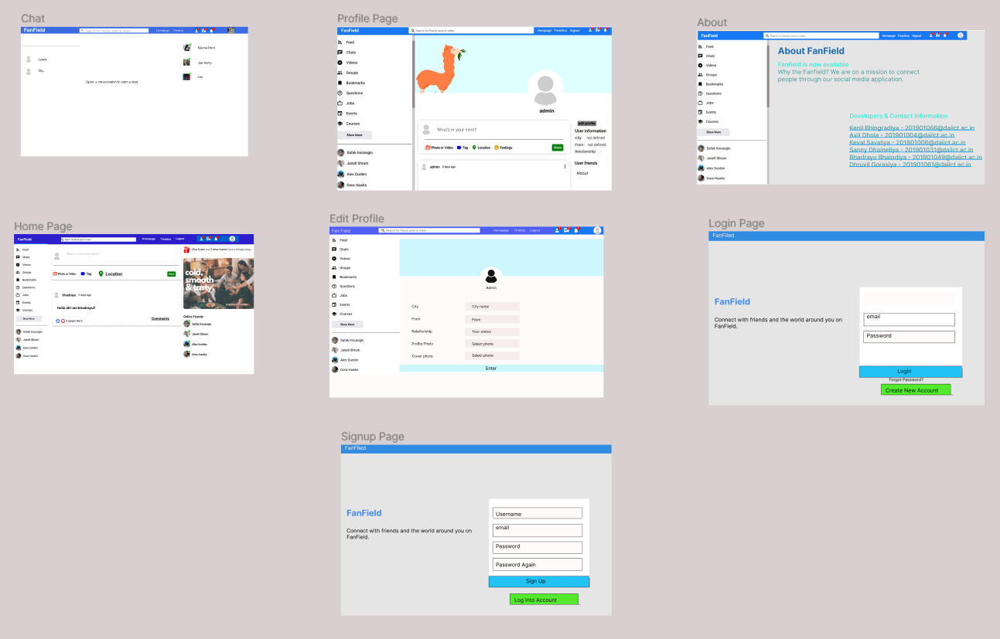 Chat
FanField
Search for friend, post or video
Homepage Timeline
Lewis
City
Open a conversation to start a chat.
Selena Prod
Joe Harry
Leo
Profile Page
FanField
Search for friend, post or video
Homepage Timeline logout
Feed
Chats
Videos
Groups
Bookmarks
Questions
Jobs
Events
Courses
Show More
Safak Kocaoglu
Janell Shrum
Alex Durden
Dora Hawks
admin
What's in your mind?
Photo or Video
Tag
Location
Feelings
Share
admin 3 days ago
edit profile
User information
City: not defined
From: not defined
Relationship: -
User friends
About
About
FanField
Search for friend, post or video
Homepage Timeline logout
Feed
Chats
Videos
Groups
Bookmarks
Questions
Jobs
Events
Courses
Show More
Safak Kocaoglu
Janell Shrum
Alex Durden
Dora Hawks
About FanField
Fanfield is now available
Why the Fanfield? We are on a mission to connect
people through our social media application.
Developers & Contact Information
Kenil Bhingradiya - 201901066@daiict.ac.in
Axit Dhola - 201901004@daiict.ac.in
Keval Savaliya - 201901006@daiict.ac.in
Sanny Dhameliya - 201901031@daiict.ac.in
Bhadrayu Bhalodiya - 201901049@daiict.ac.in
Dhruvil Gorasiya - 201901061@daiict.ac.in
Home Page
FanField
Search for friend, post or video
Homepage Timeline Logout
Feed
Chats
Videos
Groups
Bookmarks
Questions
Jobs
Events
Courses
Show More
Safak Kocaoglu
Janell Shrum
Alex Durden
Dora Hawks
Photo or Video
Tag
Location
Share
bhadrayu 3 days ago
Hello all I am bhadrayu!!
0 people like it
Comments
and 3 other friends have a birthday today
cold,
smooth
& tasty.
Online Friends
Safak Kocaoglu
Janell Shrum
Alex Durden
Dora Hawks
Edit Profile
Fan Field
Search for friend, post or video
Homepage Timeline Logout
Feed
Chats
Videos
Groups
Bookmarks
Questions
Jobs
Events
Courses
Show More
Safak Kocaoglu
Janell Shrum
Alex Durden
Dora Hawks
Admin
City City name
From From
Relationship Your status
Profile Photo Select photo
Cover photo Select photo
Enter
Login Page
FanFiled
FanField
Connect with friends and the world around you on
FanField.
email
Password
Login
Forgot Password?
Create New Account
Signup Page
FanFiled
FanField
Connect with friends and the world around you on
FanField.
Username
email
Password
Password Again
Sign Up
Log Into Account